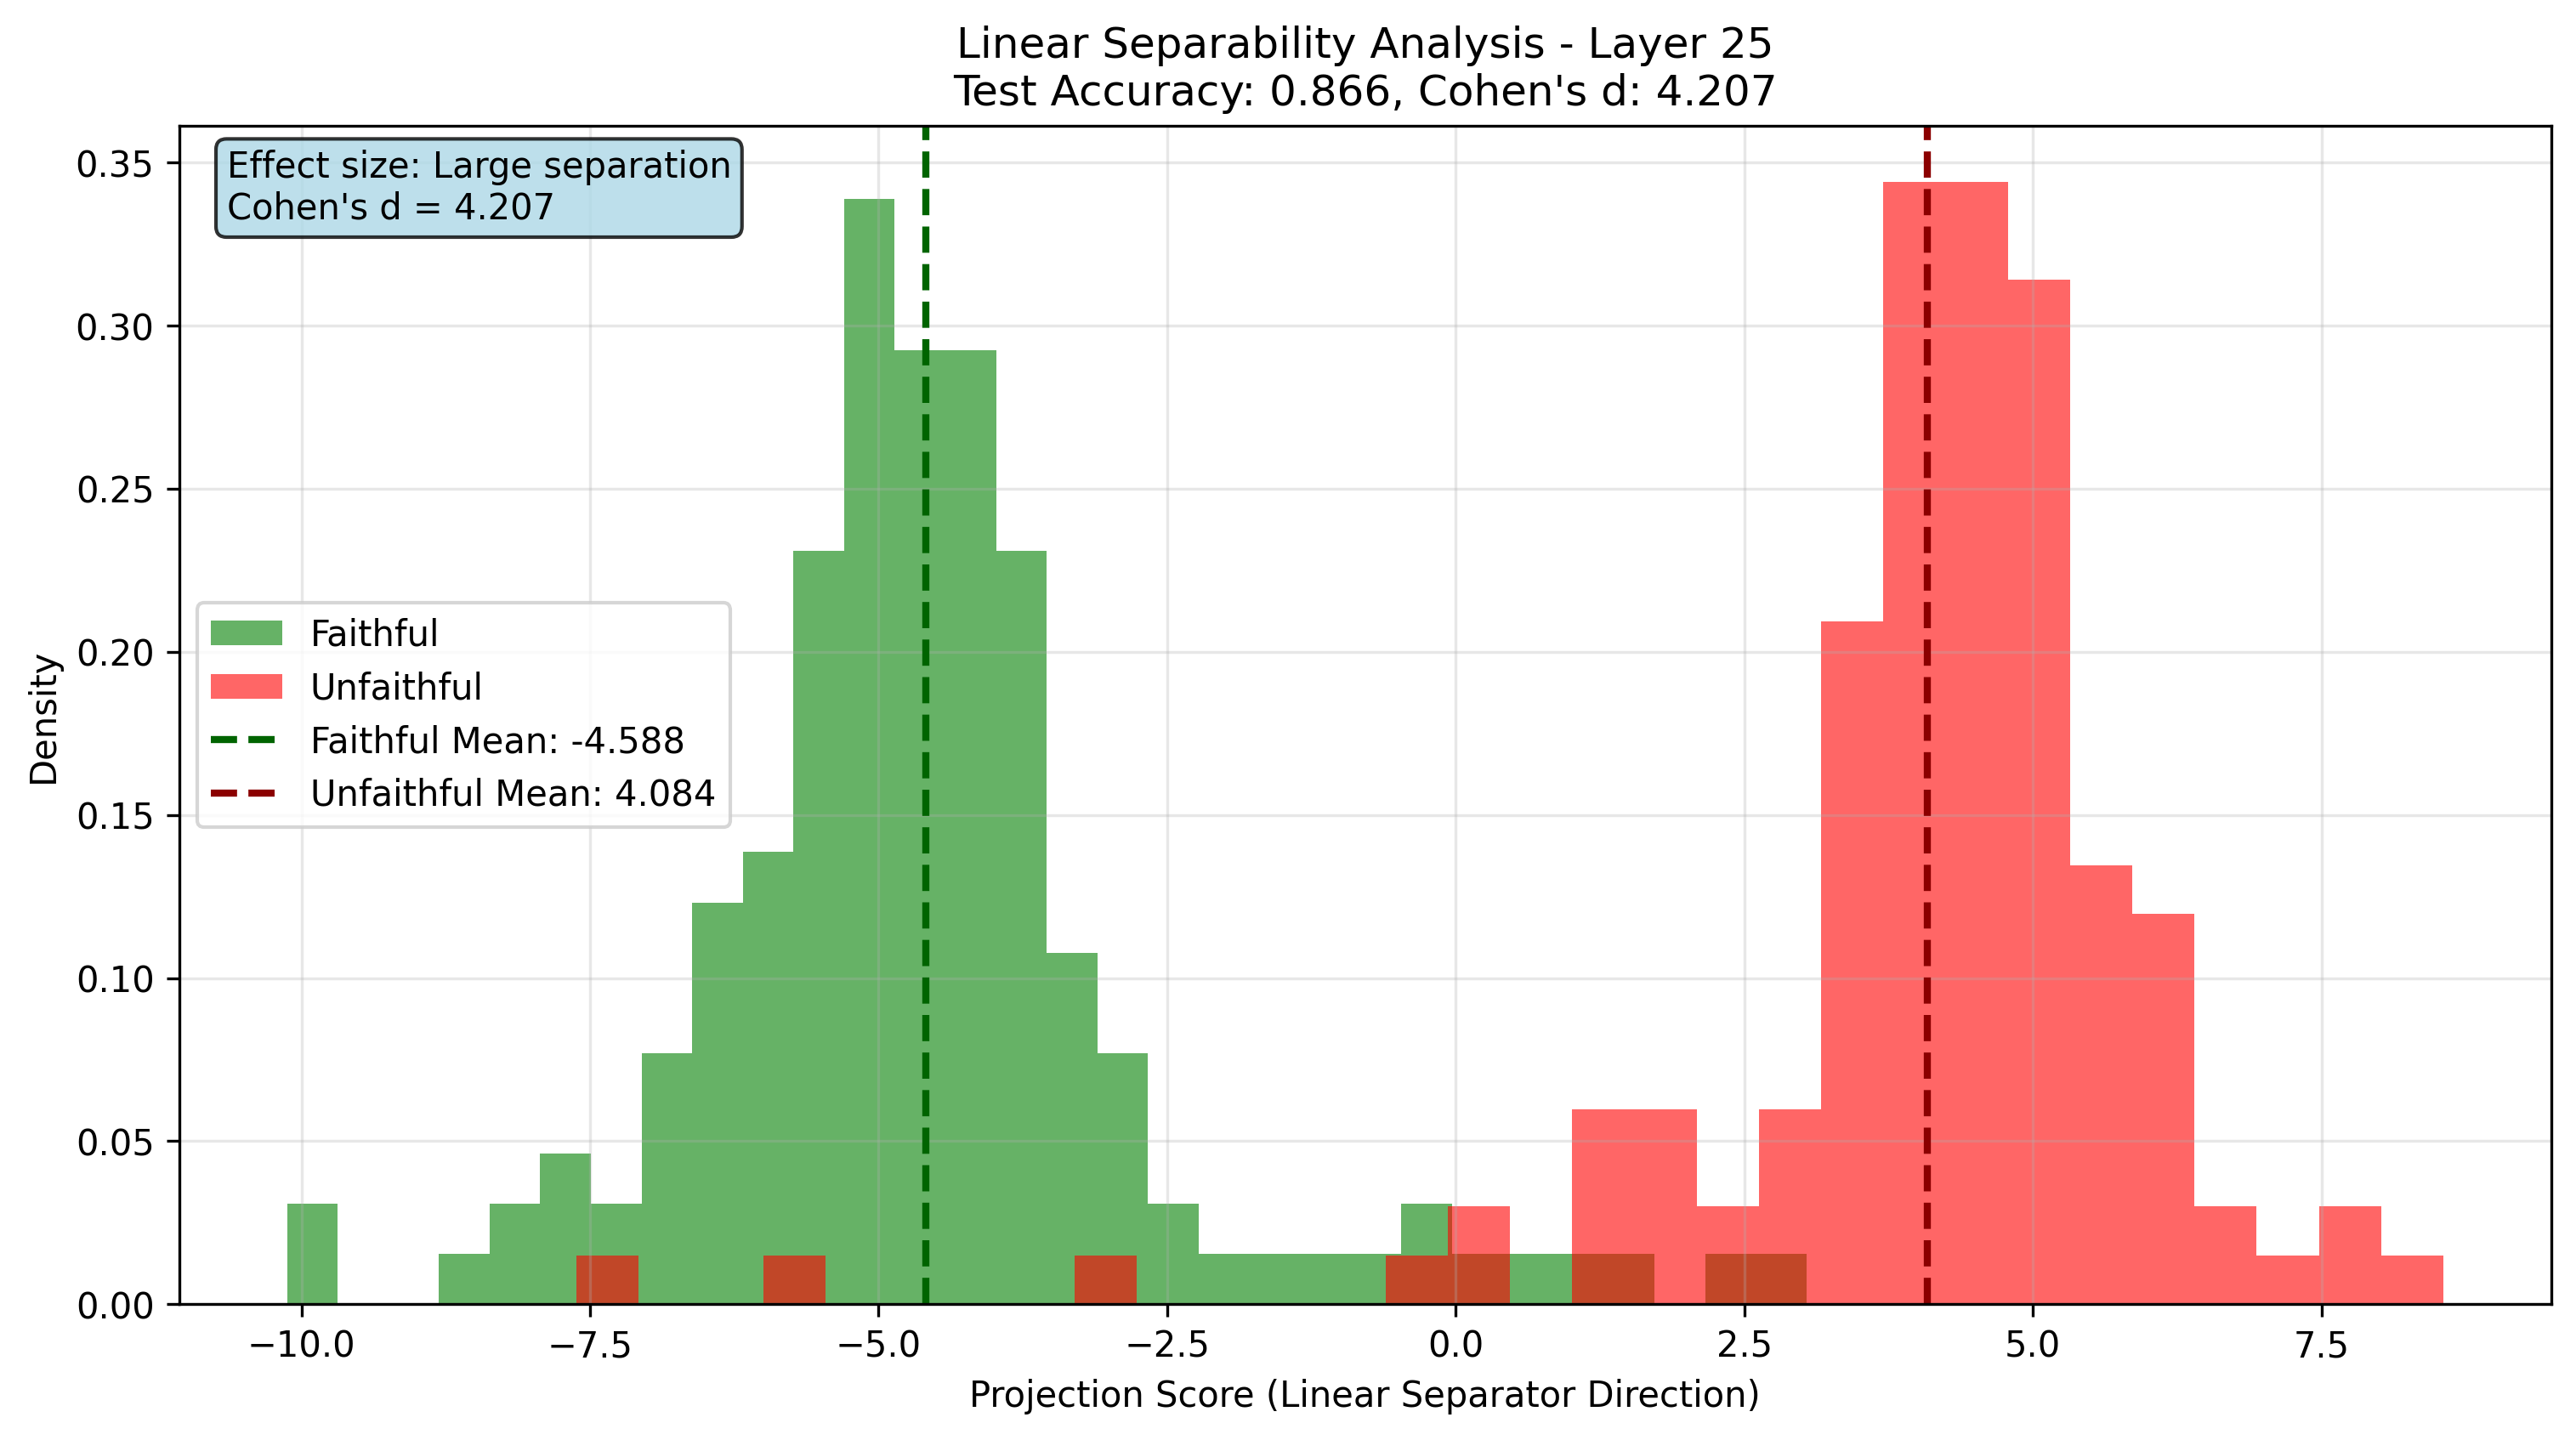 Linear Separability Analysis - Layer 25
Test Accuracy: 0.866, Cohen's d: 4.207
Effect size: Large separation
Cohen's d = 4.207
Faithful
Unfaithful
Faithful Mean: -4.588
Unfaithful Mean: 4.084
Density
0.35
0.30
0.25
0.20
0.15
0.10
0.05
0.00
−10.0 −7.5 −5.0 −2.5 0.0 2.5 5.0 7.5
Projection Score (Linear Separator Direction)